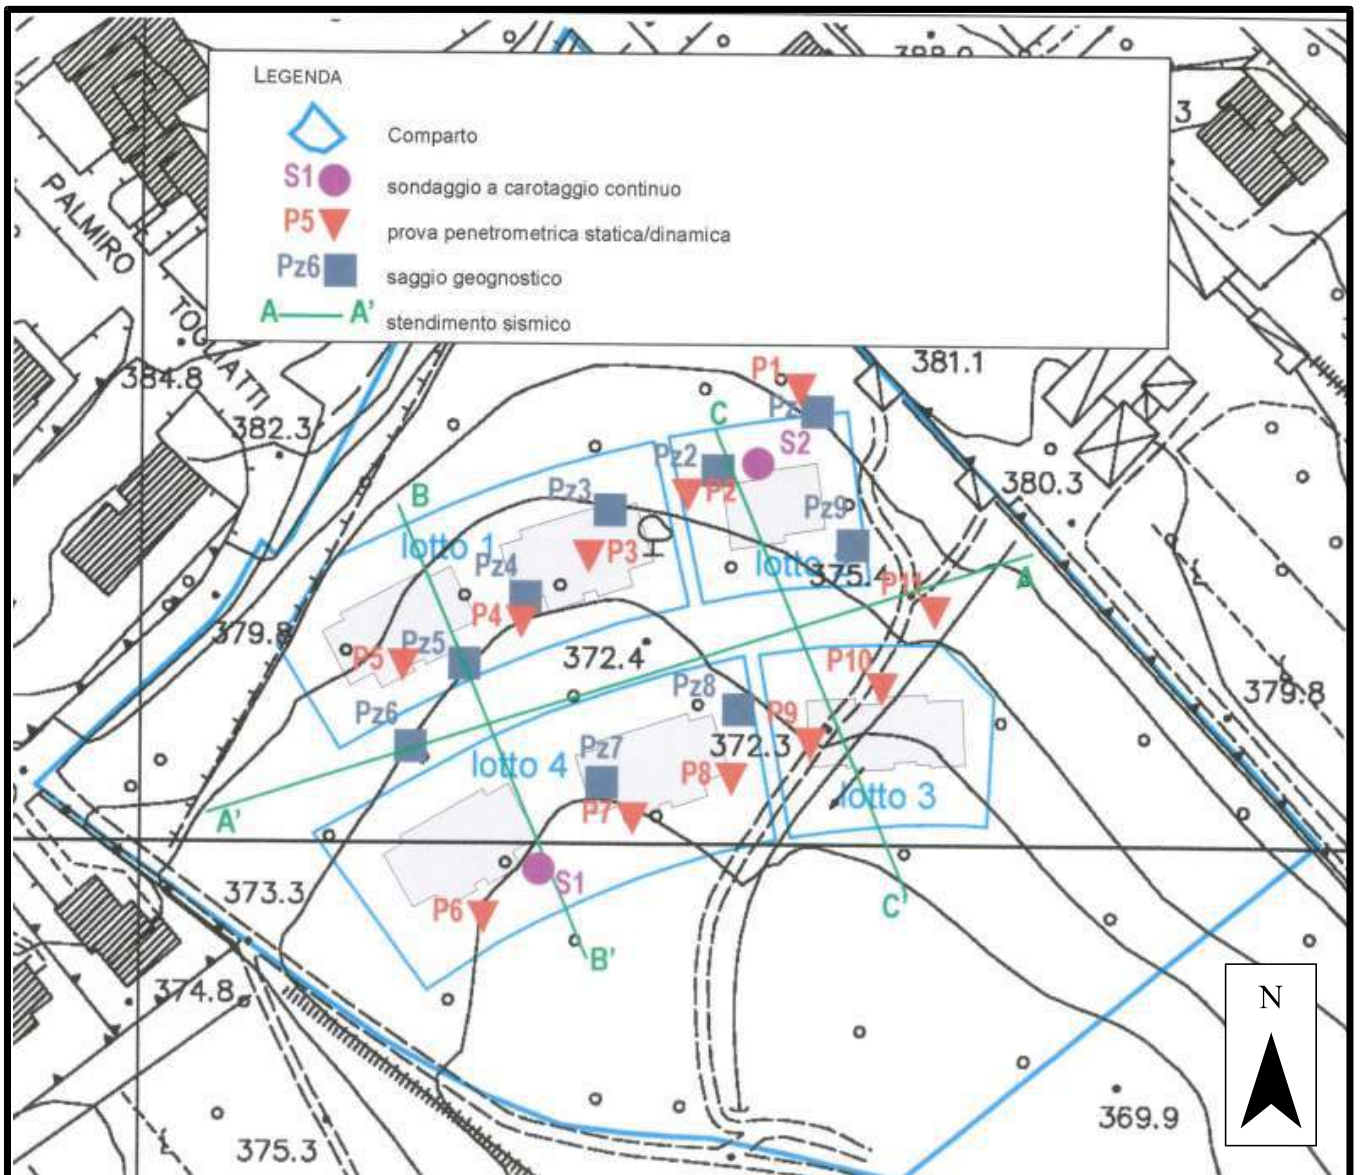 LEGENDA
Comparto
S1 sondaggio a carotaggio continuo
P5 prova penetrometrica statica/dinamica
Pz6 saggio geognostico
A A' stendimento sismico
3
PALMIRO
381.1
P1
384.8
Pz
C
382.3
S2
Pz2
380.3
B
Pz3
P2
Pz9
lotto 1
P3
Pz4
lotto
375.4
P11
A
P4
379.8
Pz5
P5
372.4
P10
Pz8
379.8
Pz6
P9
372.3
Pz7
lotto 4
P8
lotto 3
A'
P7
373.3
S1
P6
C'
B'
374.8
N
369.9
375.3